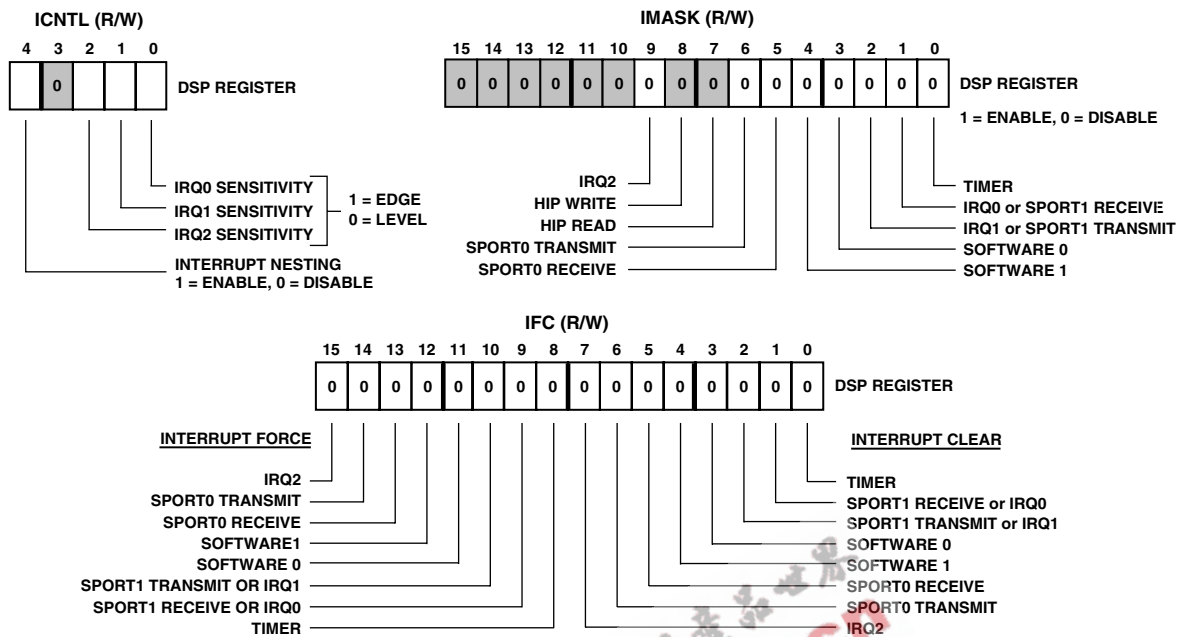 ICNTL (R/W)
4 3 2 1 0
0
DSP REGISTER
IRQ0 SENSITIVITY
IRQ1 SENSITIVITY
IRQ2 SENSITIVITY
1 = EDGE
0 = LEVEL
INTERRUPT NESTING
1 = ENABLE, 0 = DISABLE
IMASK (R/W)
15 14 13 12 11 10 9 8 7 6 5 4 3 2 1 0
0 0 0 0 0 0 0 0 0 0 0 0 0 0 0 0
DSP REGISTER
1 = ENABLE, 0 = DISABLE
IRQ2
HIP WRITE
HIP READ
SPORT0 TRANSMIT
SPORT0 RECEIVE
TIMER
IRQ0 or SPORT1 RECEIVE
IRQ1 or SPORT1 TRANSMIT
SOFTWARE 0
SOFTWARE 1
IFC (R/W)
15 14 13 12 11 10 9 8 7 6 5 4 3 2 1 0
0 0 0 0 0 0 0 0 0 0 0 0 0 0 0 0
DSP REGISTER
INTERRUPT FORCE
IRQ2
SPORT0 TRANSMIT
SPORT0 RECEIVE
SOFTWARE1
SOFTWARE 0
SPORT1 TRANSMIT OR IRQ1
SPORT1 RECEIVE OR IRQ0
TIMER
INTERRUPT CLEAR
TIMER
SPORT1 RECEIVE or IRQ0
SPORT1 TRANSMIT or IRQ1
SOFTWARE 0
SOFTWARE 1
SPORT0 RECEIVE
SPORT0 TRANSMIT
IRQ2